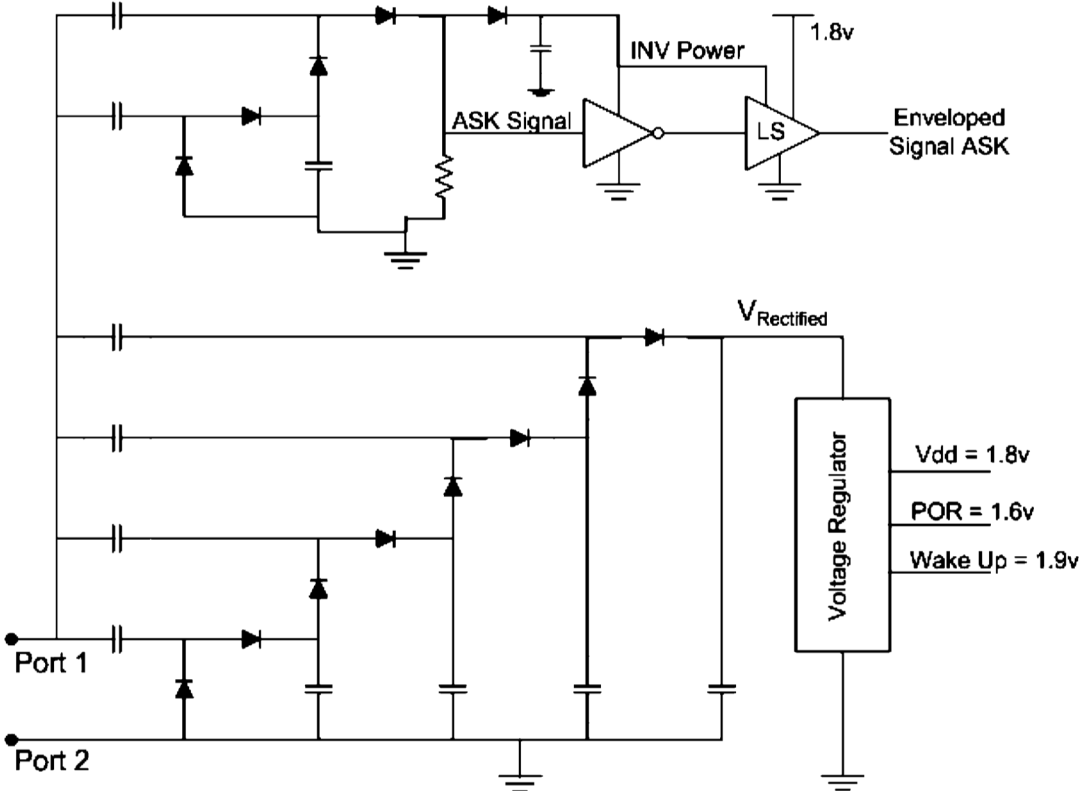 1.8v
INV Power
ASK Signal
LS
Enveloped
Signal ASK
VRectified
Voltage Regulator
Vdd = 1.8v
POR = 1.6v
Wake Up = 1.9v
Port 1
Port 2